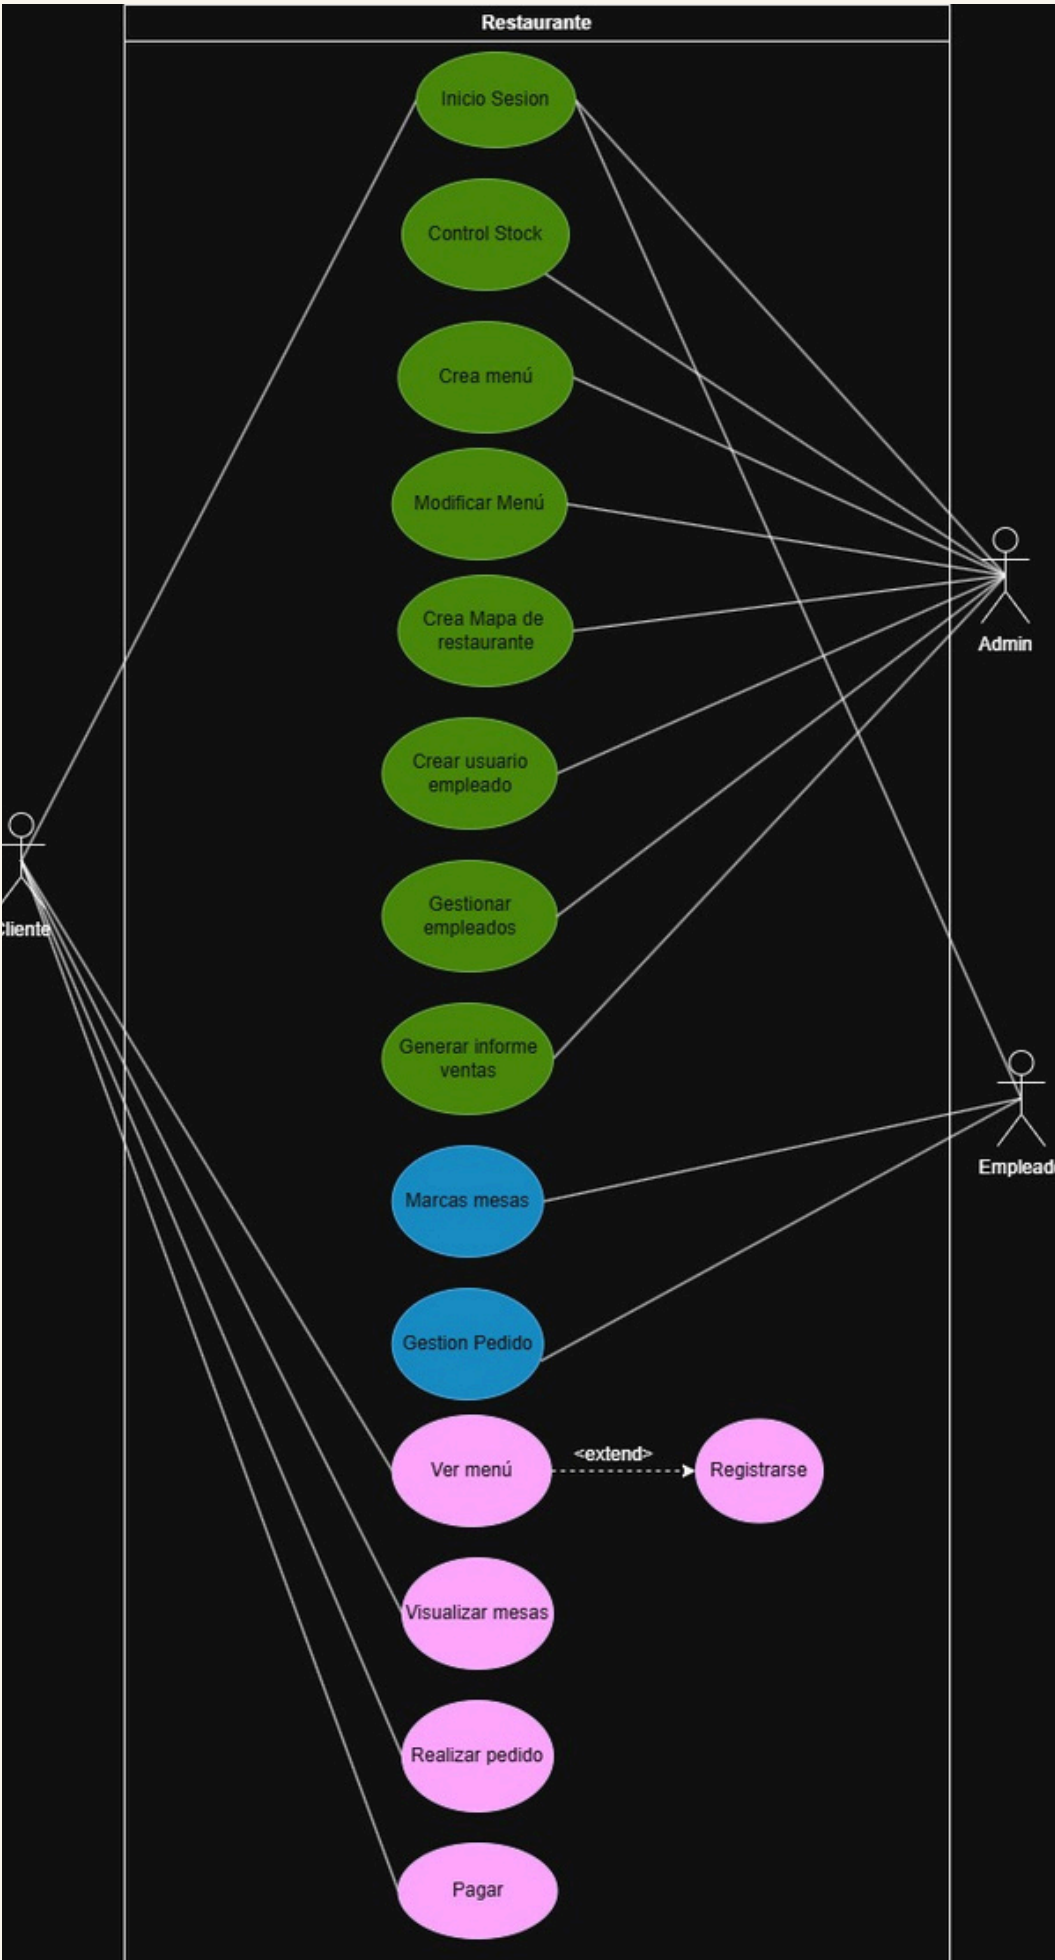 Restaurante
Inicio Sesion
Control Stock
Crea menú
Modificar Menú
Crea Mapa de
restaurante
Admin
Crear usuario
empleado
Cliente
Gestionar
empleados
Generar informe
ventas
Empleado
Marcas mesas
Gestion Pedido
<extend>
Ver menú
Registrarse
Visualizar mesas
Realizar pedido
Pagar